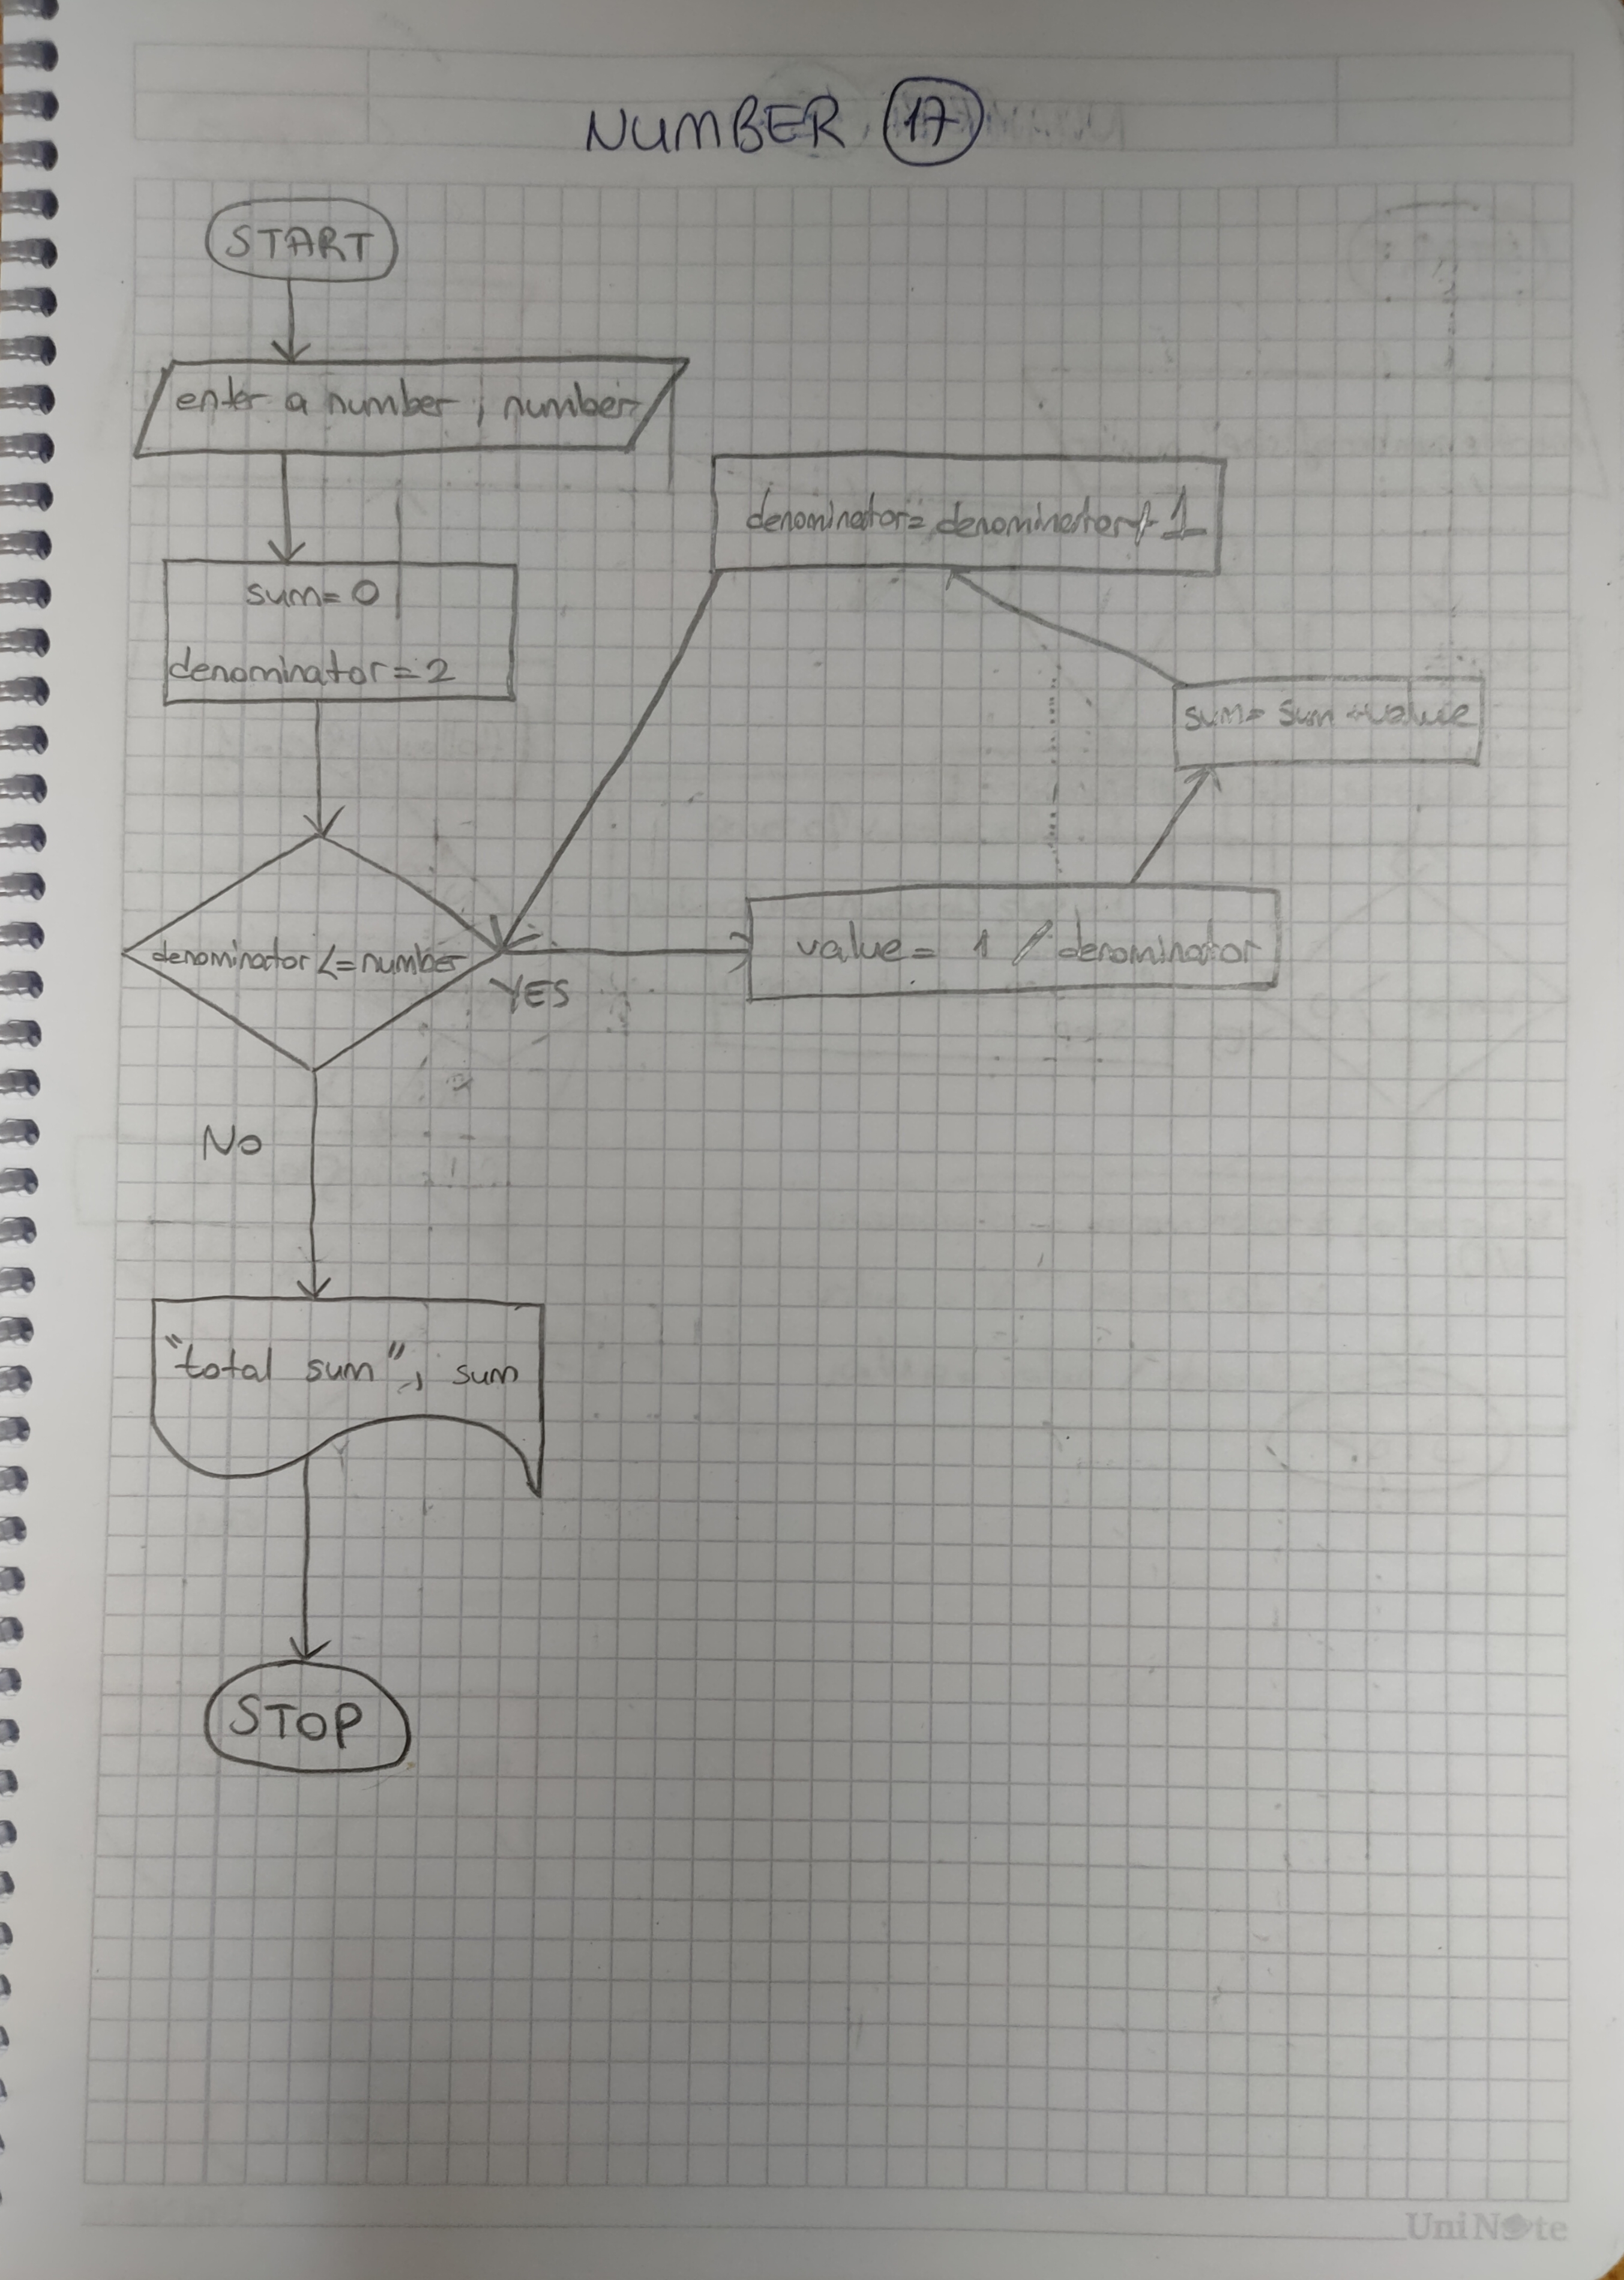 NUMBER 17
START
enter a number ; number
sum=0
denominator=2
denominator<=number
YES
value= 1 / denominator
sum= sum +value
denominator= denominator+1
No
"total sum", sum
STOP
UniNote